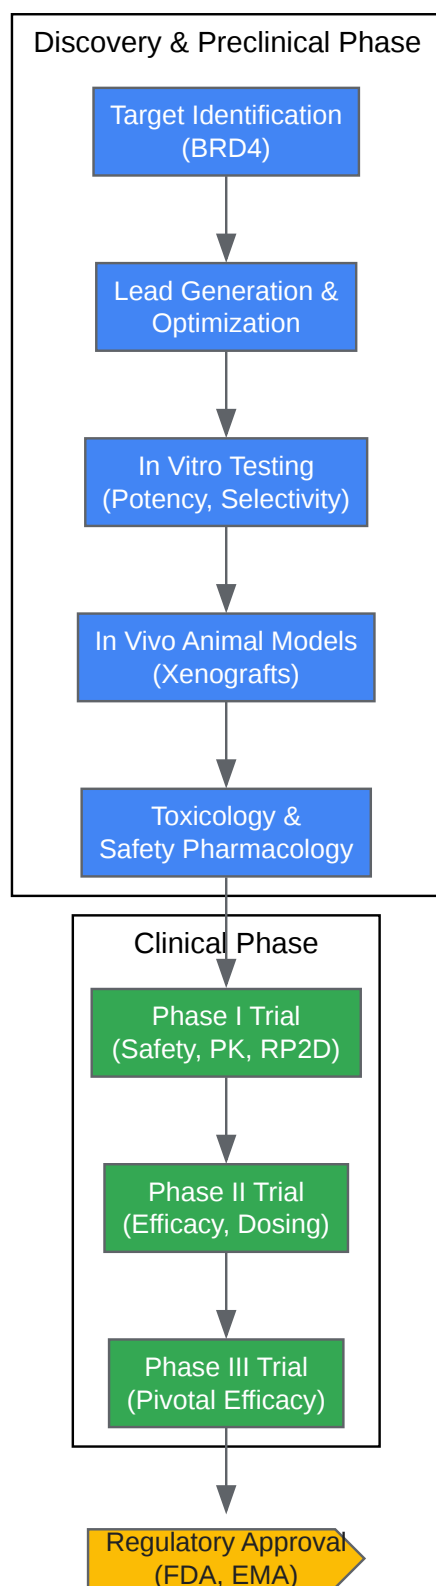 Discovery & Preclinical Phase
Target Identification
(BRD4)
Lead Generation &
Optimization
In Vitro Testing
(Potency, Selectivity)
In Vivo Animal Models
(Xenografts)
Toxicology &
Safety Pharmacology
Clinical Phase
Phase I Trial
(Safety, PK, RP2D)
Phase II Trial
(Efficacy, Dosing)
Phase III Trial
(Pivotal Efficacy)
Regulatory Approval
(FDA, EMA)